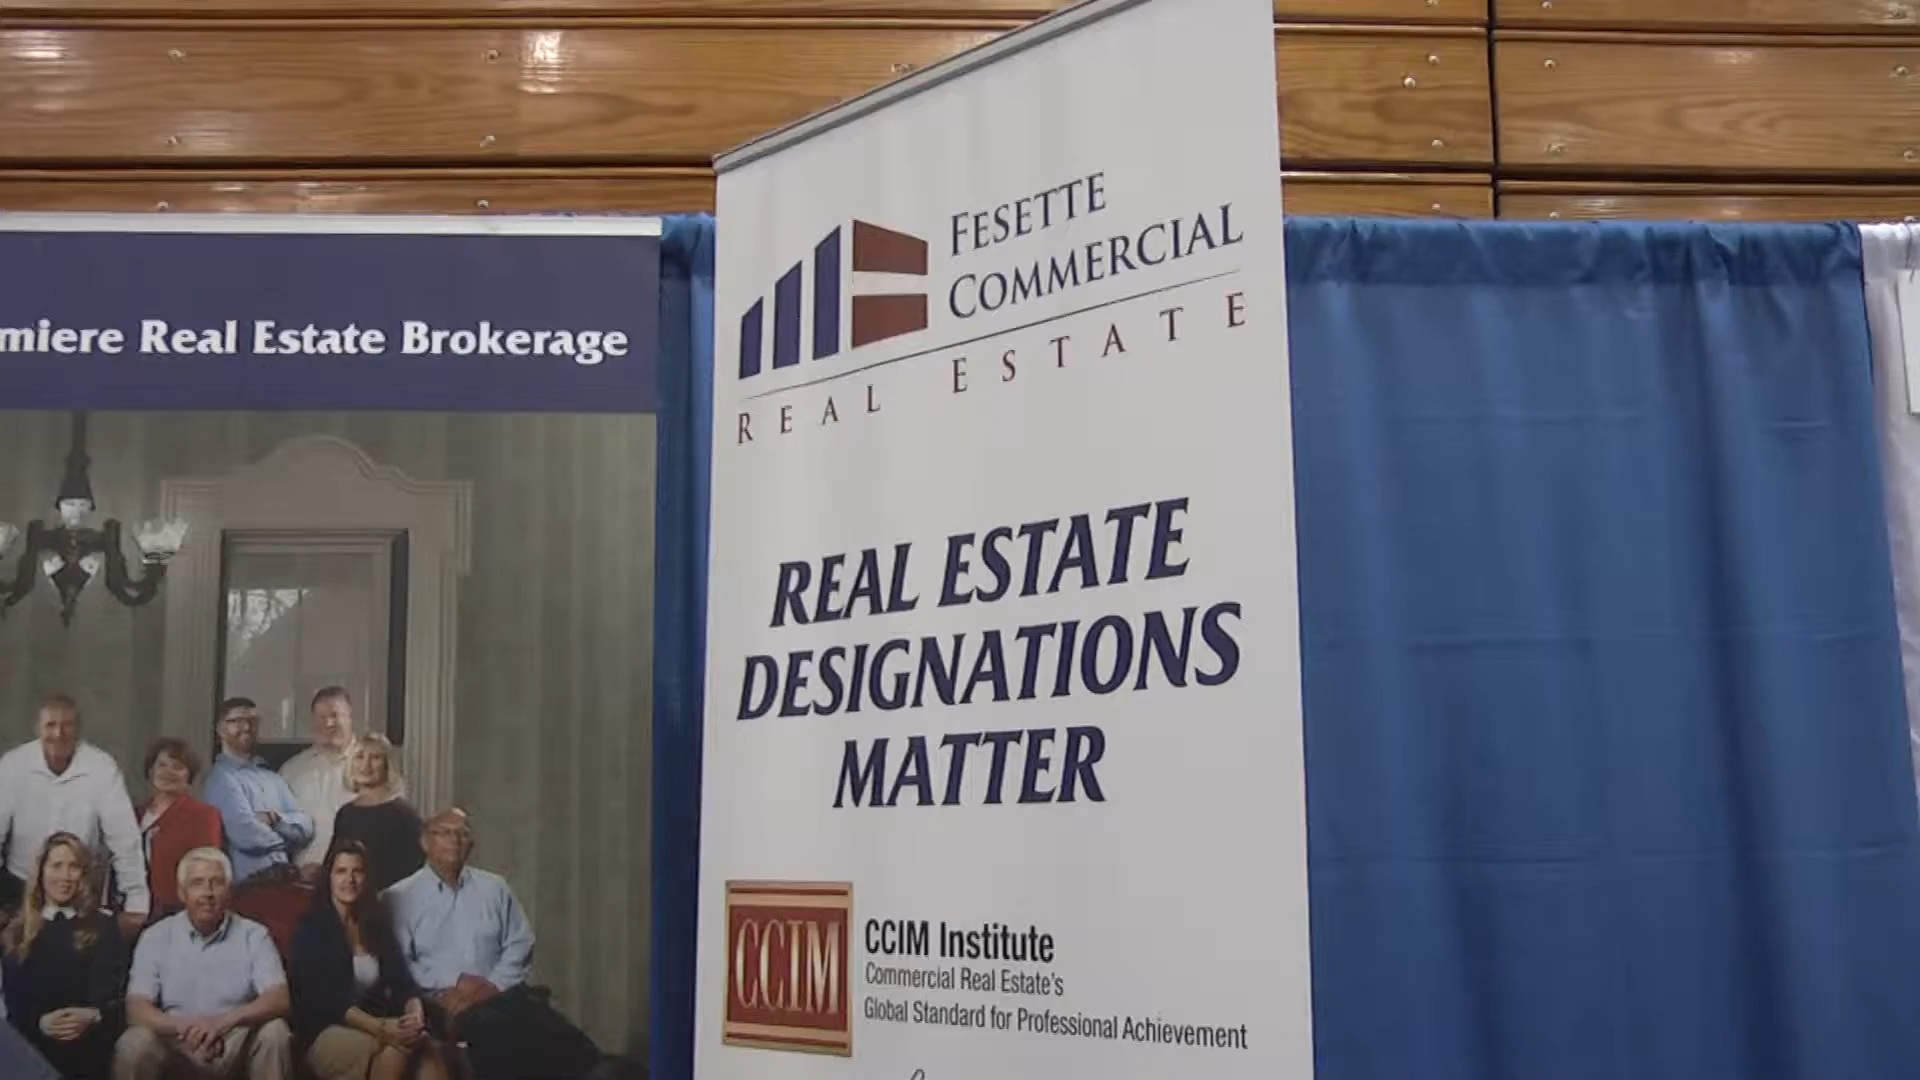 miere Real Estate Brokerage
FESETTE
COMMERCIAL
REAL ESTATE
REAL ESTATE
DESIGNATIONS
MATTER
CCIM
CCIM Institute
Commercial Real Estate's
Global Standard for Professional Achievement